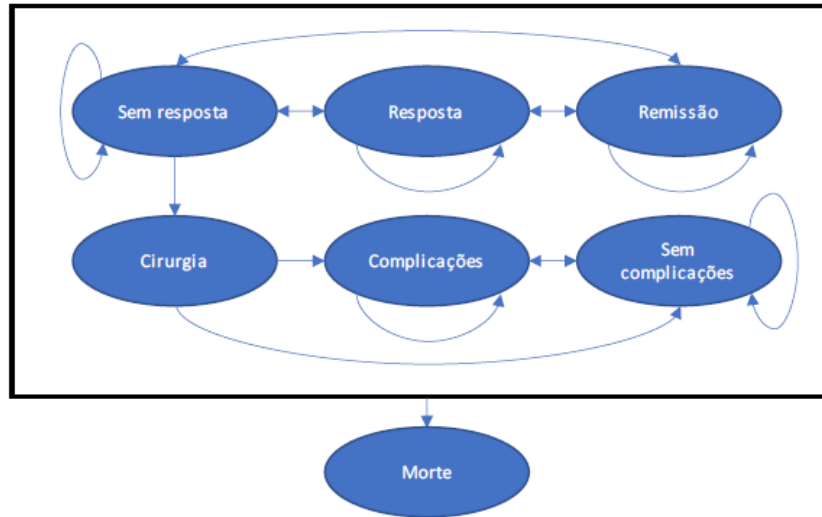 Sem resposta
Resposta
Remissão
Cirurgia
Complicações
Sem
complicações
Morte